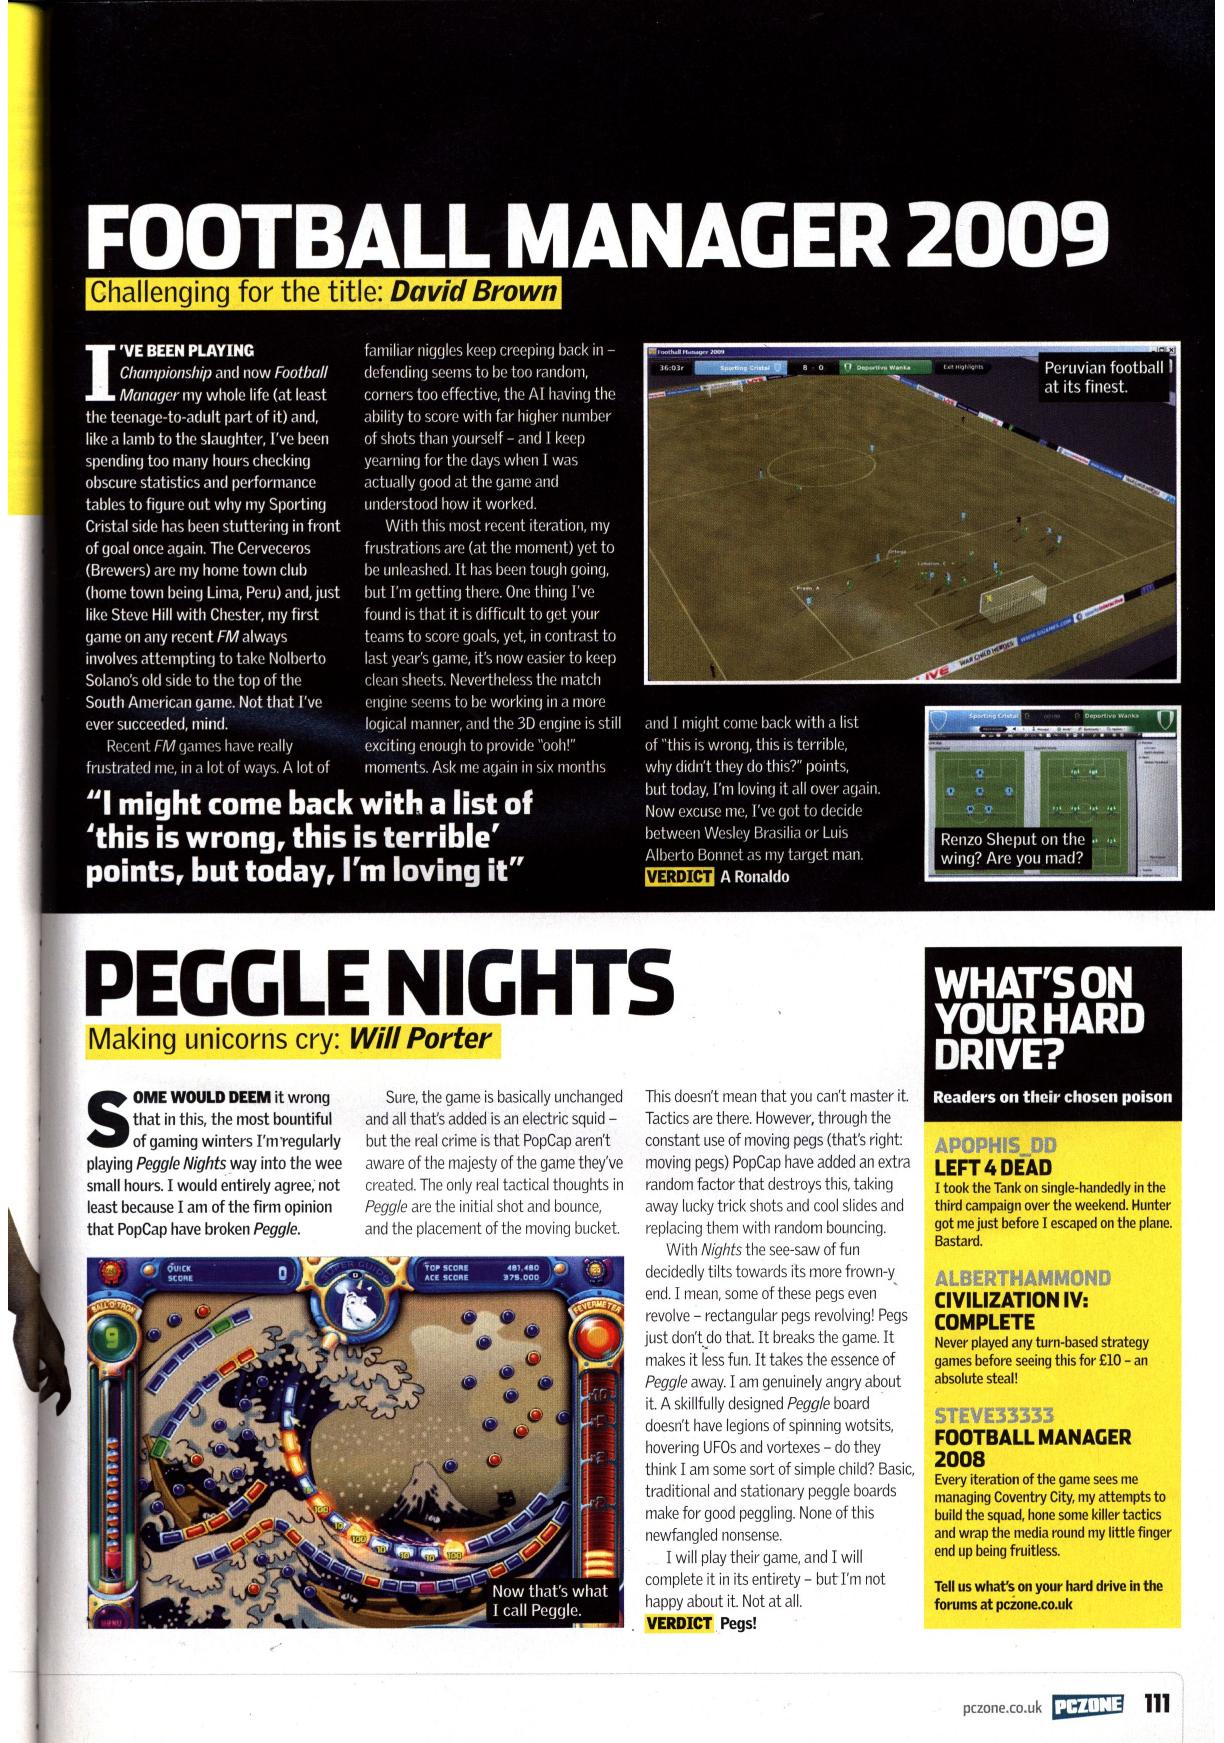 FOOTBALL MANAGER 2009
Challenging for the title: David Brown
I'VE BEEN PLAYING
Championship and now Football
Manager my whole life (at least
the teenage-to-adult part of it) and,
like a lamb to the slaughter, I've been
spending too many hours checking
obscure statistics and performance
tables to figure out why my Sporting
Cristal side has been stuttering in front
of goal once again. The Cerveceros
(Brewers) are my home town club
(home town being Lima, Peru) and, just
like Steve Hill with Chester, my first
game on any recent FM always
involves attempting to take Nolberto
Solano's old side to the top of the
South American game. Not that I've
ever succeeded, mind.
Recent FM games have really
frustrated me, in a lot of ways. A lot of
familiar niggles keep creeping back in –
defending seems to be too random,
corners too effective, the AI having the
ability to score with far higher number
of shots than yourself – and I keep
yearning for the days when I was
actually good at the game and
understood how it worked.
With this most recent iteration, my
frustrations are (at the moment) yet to
be unleashed. It has been tough going,
but I'm getting there. One thing I've
found is that it is difficult to get your
teams to score goals, yet, in contrast to
last year's game, it's now easier to keep
clean sheets. Nevertheless the match
engine seems to be working in a more
logical manner, and the 3D engine is still
exciting enough to provide "ooh!"
moments. Ask me again in six months
"I might come back with a list of
'this is wrong, this is terrible'
points, but today, I'm loving it"
Football Manager 2009
36:03r
Sporting Cristal
8 - 0
Deportivo Wanka
Exit Highlights
Peruvian football
at its finest.
WAR CHILD HEROES
and I might come back with a list
of "this is wrong, this is terrible,
why didn't they do this?" points,
but today, I'm loving it all over again.
Now excuse me, I've got to decide
between Wesley Brasilia or Luis
Alberto Bonnet as my target man.
VERDICT A Ronaldo
Sporting Cristal
Deportivo Wanka
Renzo Sheput on the
wing? Are you mad?
PEGGLE NIGHTS
Making unicorns cry: Will Porter
SOME WOULD DEEM it wrong
that in this, the most bountiful
of gaming winters I'm regularly
playing Peggle Nights way into the wee
small hours. I would entirely agree, not
least because I am of the firm opinion
that PopCap have broken Peggle.
Sure, the game is basically unchanged
and all that's added is an electric squid –
but the real crime is that PopCap aren't
aware of the majesty of the game they've
created. The only real tactical thoughts in
Peggle are the initial shot and bounce,
and the placement of the moving bucket.
QUICK
SCORE
0
SUPER GUIDE
TOP SCORE 481,480
ACE SCORE 375,000
BALL-O-TRON
9
FEVERMETER
MENU
Now that's what
I call Peggle.
This doesn't mean that you can't master it.
Tactics are there. However, through the
constant use of moving pegs (that's right:
moving pegs) PopCap have added an extra
random factor that destroys this, taking
away lucky trick shots and cool slides and
replacing them with random bouncing.
With Nights the see-saw of fun
decidedly tilts towards its more frown-y
end. I mean, some of these pegs even
revolve – rectangular pegs revolving! Pegs
just don't do that. It breaks the game. It
makes it less fun. It takes the essence of
Peggle away. I am genuinely angry about
it. A skillfully designed Peggle board
doesn't have legions of spinning wotsits,
hovering UFOs and vortexes – do they
think I am some sort of simple child? Basic,
traditional and stationary peggle boards
make for good peggling. None of this
newfangled nonsense.
I will play their game, and I will
complete it in its entirety – but I'm not
happy about it. Not at all.
VERDICT Pegs!
WHAT'S ON
YOUR HARD
DRIVE?
Readers on their chosen poison
APOPHIS_DD
LEFT 4 DEAD
I took the Tank on single-handedly in the
third campaign over the weekend. Hunter
got me just before I escaped on the plane.
Bastard.
ALBERTHAMMOND
CIVILIZATION IV:
COMPLETE
Never played any turn-based strategy
games before seeing this for £10 – an
absolute steal!
STEVE33333
FOOTBALL MANAGER
2008
Every iteration of the game sees me
managing Coventry City, my attempts to
build the squad, hone some killer tactics
and wrap the media round my little finger
end up being fruitless.
Tell us what's on your hard drive in the
forums at pczone.co.uk
pczone.co.uk PCZONE 111